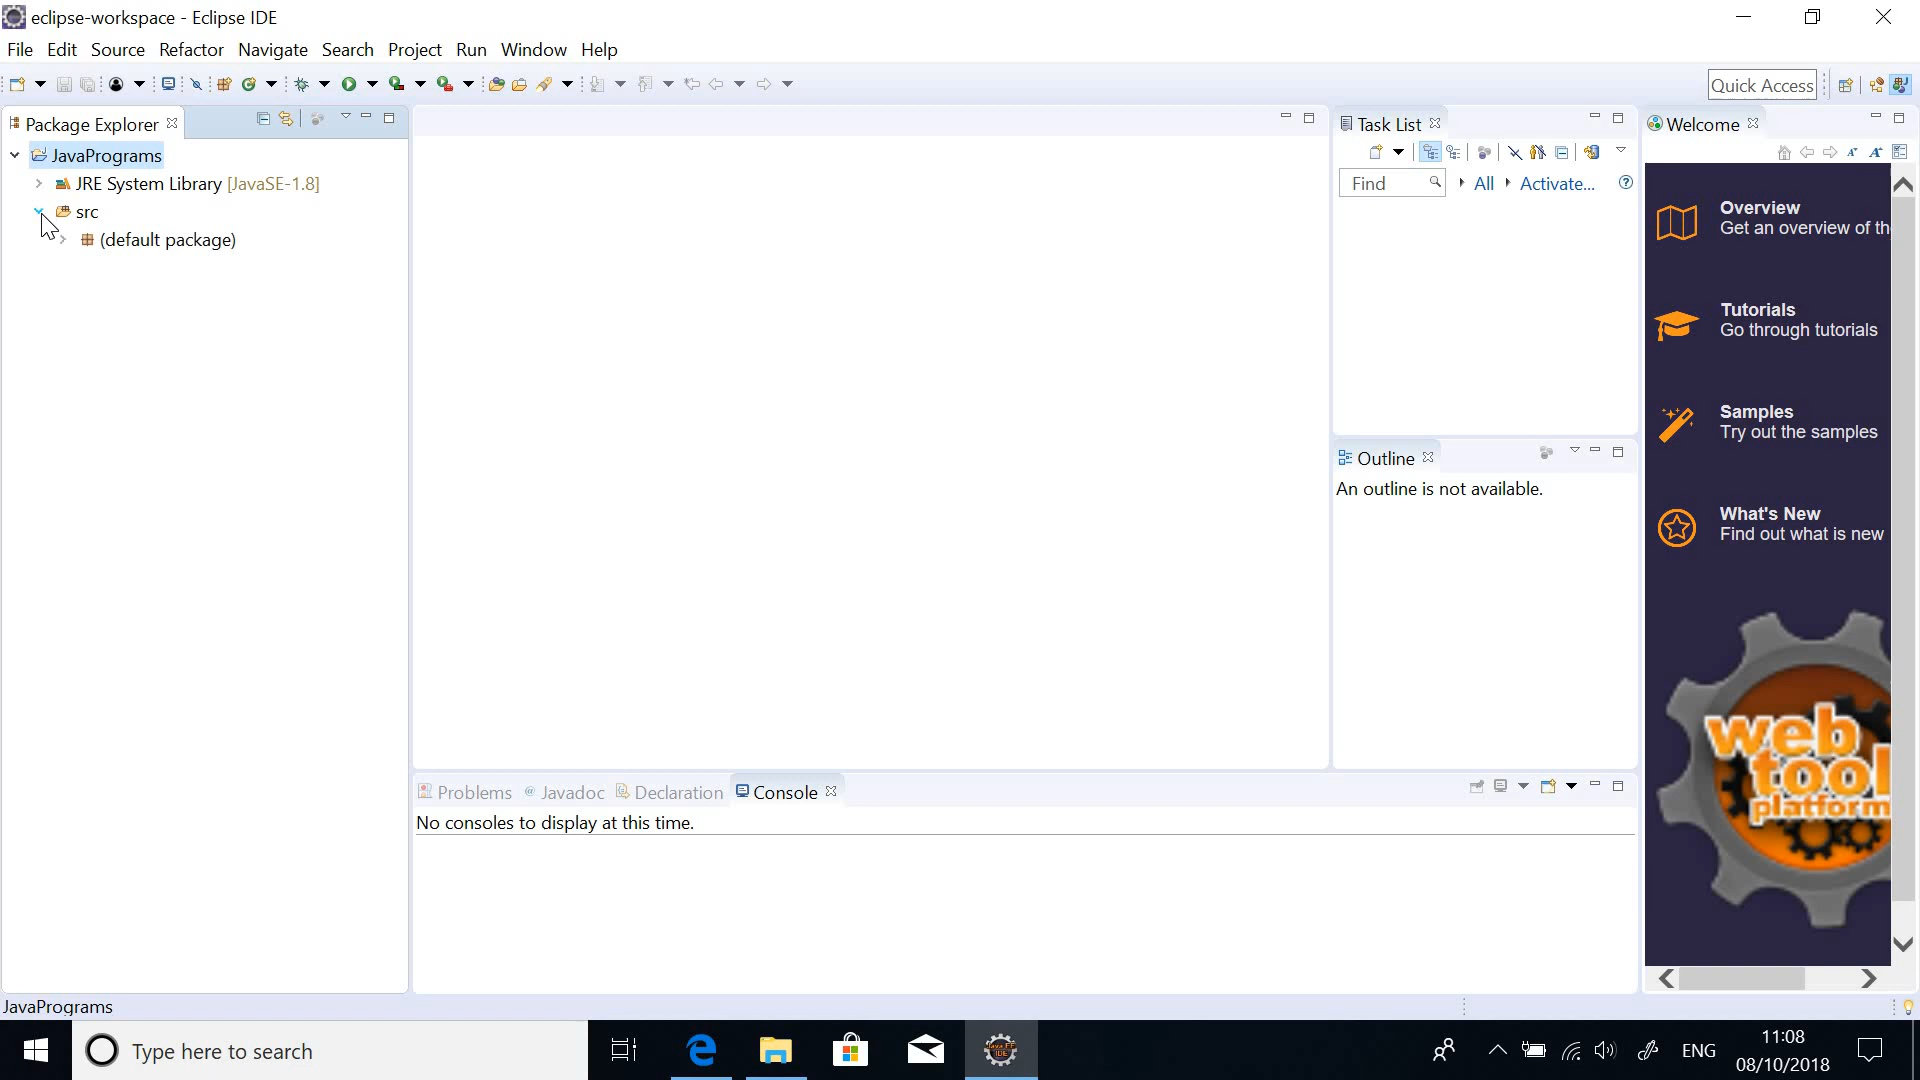 eclipse-workspace - Eclipse IDE
File Edit Source Refactor Navigate Search Project Run Window Help
Quick Access
Package Explorer
JavaPrograms
JRE System Library [JavaSE-1.8]
src
(default package)
Task List
Find
All
Activate...
Outline
An outline is not available.
Welcome
Overview
Get an overview of th
Tutorials
Go through tutorials
Samples
Try out the samples
What's New
Find out what is new
web
tool
platform
Problems
@ Javadoc
Declaration
Console
No consoles to display at this time.
JavaPrograms
Type here to search
Java EE
IDE
ENG
11:08
08/10/2018